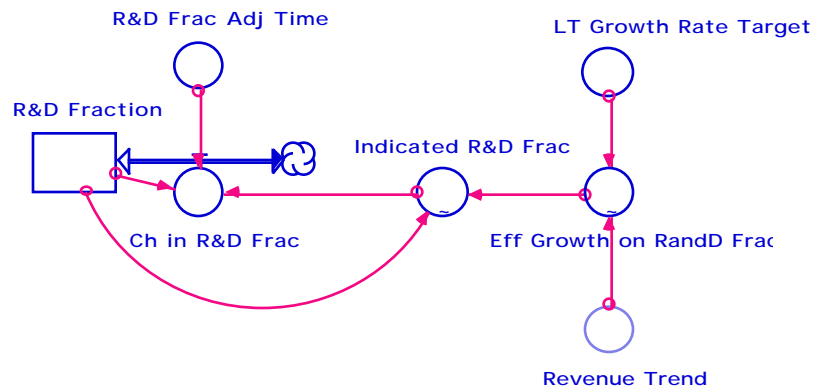 R&D Frac Adj Time
LT Growth Rate Target
R&D Fraction
Indicated R&D Frac
~
~
Ch in R&D Frac
Eff Growth on RandD Frac
Revenue Trend